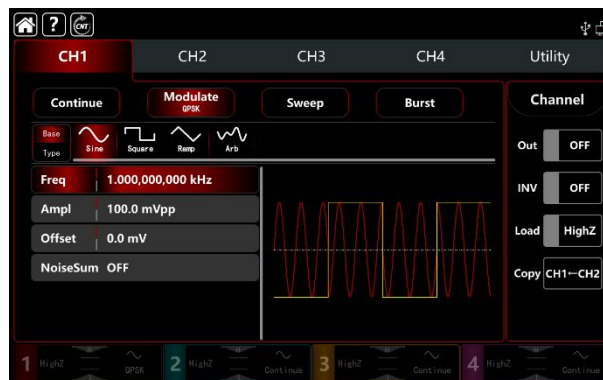 ? CNT
CH1 CH2 CH3 CH4 Utility
Continue Modulate Sweep Burst Channel
QPSK
Base
Type Sine Square Ramp Arb
Out OFF
Freq 1.000,000,000 kHz
INV OFF
Ampl 100.0 mVpp
Offset 0.0 mV
Load HighZ
NoiseSum OFF
Copy CH1←CH2
1 HighZ QPSK 2 HighZ Continue 3 HighZ Continue 4 HighZ Continue